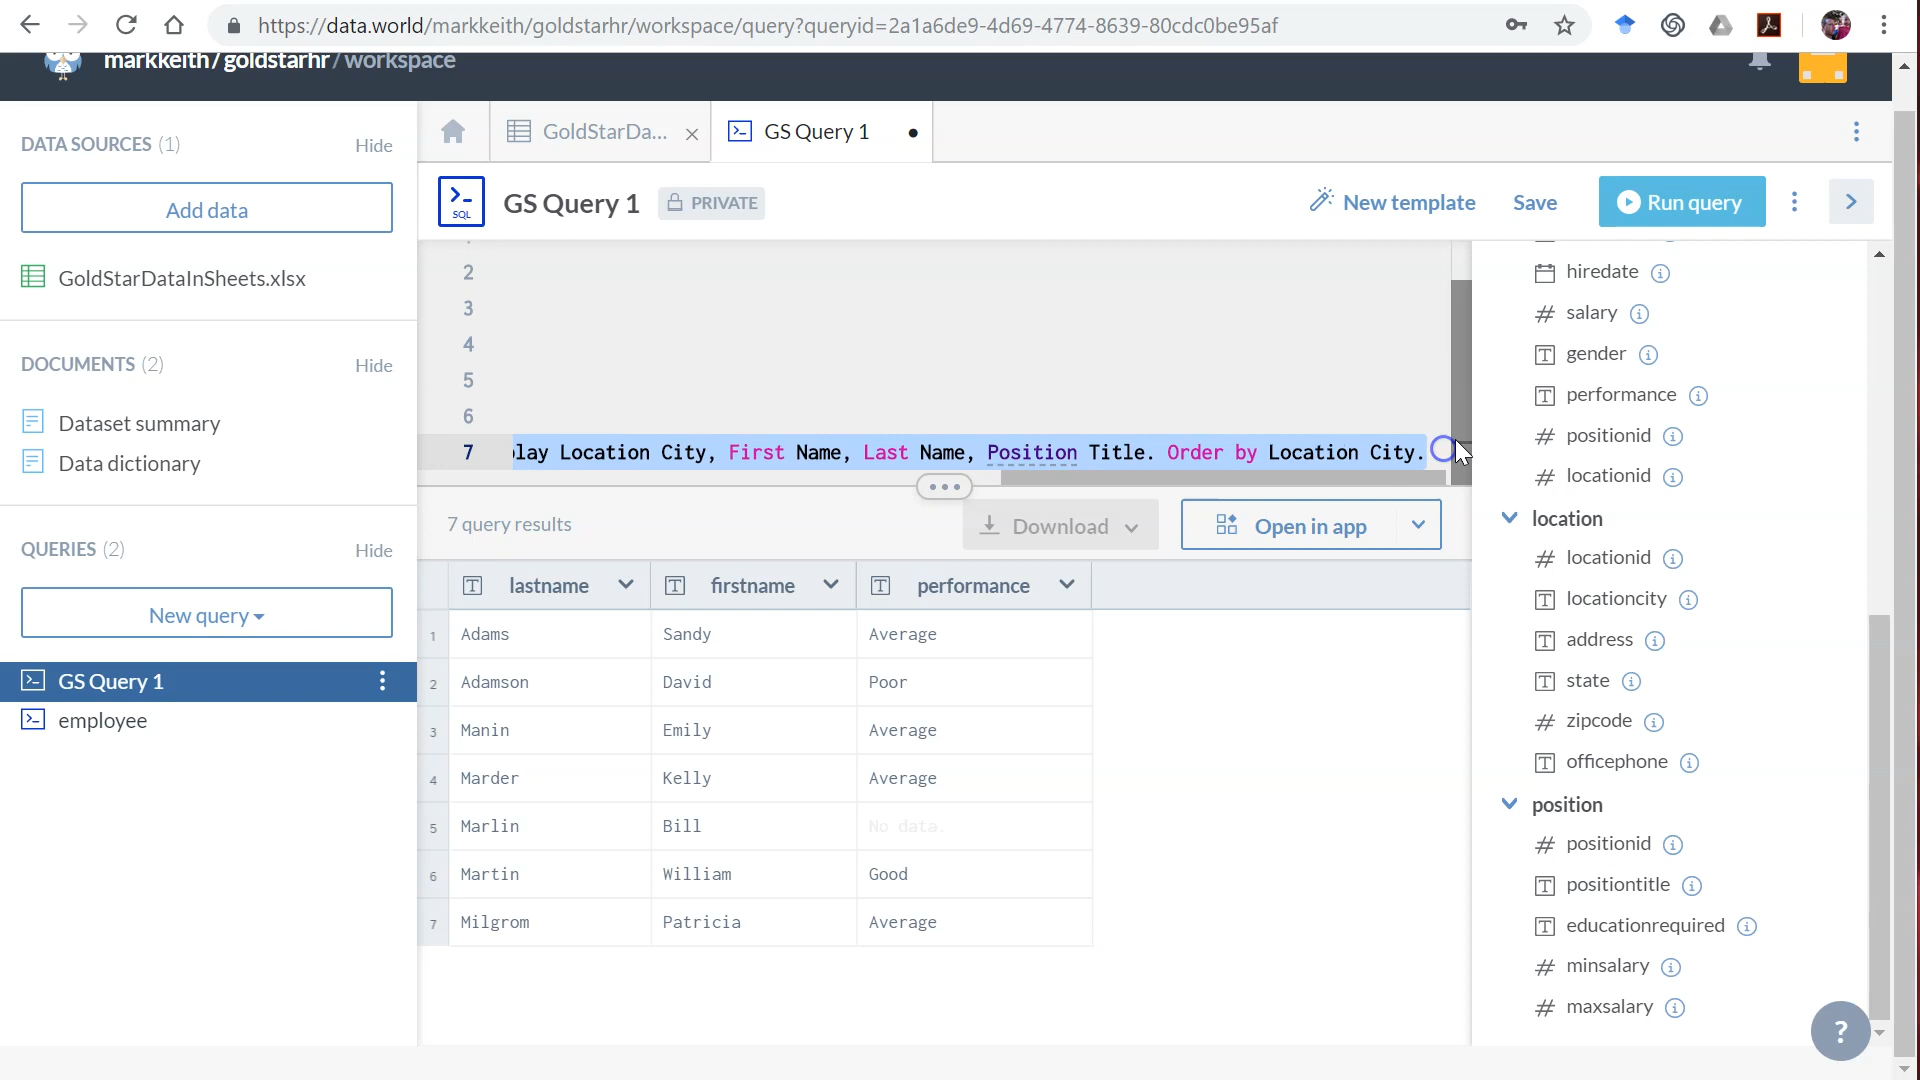 https://data.world/markkeith/goldstarhr/workspace/query?queryid=2a1a6de9-4d69-4774-8639-80cdc0be95af
markkeith/goldstarhr/workspace
DATA SOURCES (1)
Hide
Add data
GoldStarDataInSheets.xlsx
DOCUMENTS (2)
Hide
Dataset summary
Data dictionary
QUERIES (2)
Hide
New query
GS Query 1
employee
GoldStarDa...
GS Query 1
SQL
GS Query 1
PRIVATE
New template
Save
Run query
2
3
4
5
6
7 lay Location City, First Name, Last Name, Position Title. Order by Location City.
7 query results
Download
Open in app
lastname firstname performance
1 Adams Sandy Average
2 Adamson David Poor
3 Manin Emily Average
4 Marder Kelly Average
5 Marlin Bill No data.
6 Martin William Good
7 Milgrom Patricia Average
hiredate
salary
gender
performance
positionid
locationid
location
locationid
locationcity
address
state
zipcode
officephone
position
positionid
positiontitle
educationrequired
minsalary
maxsalary
?